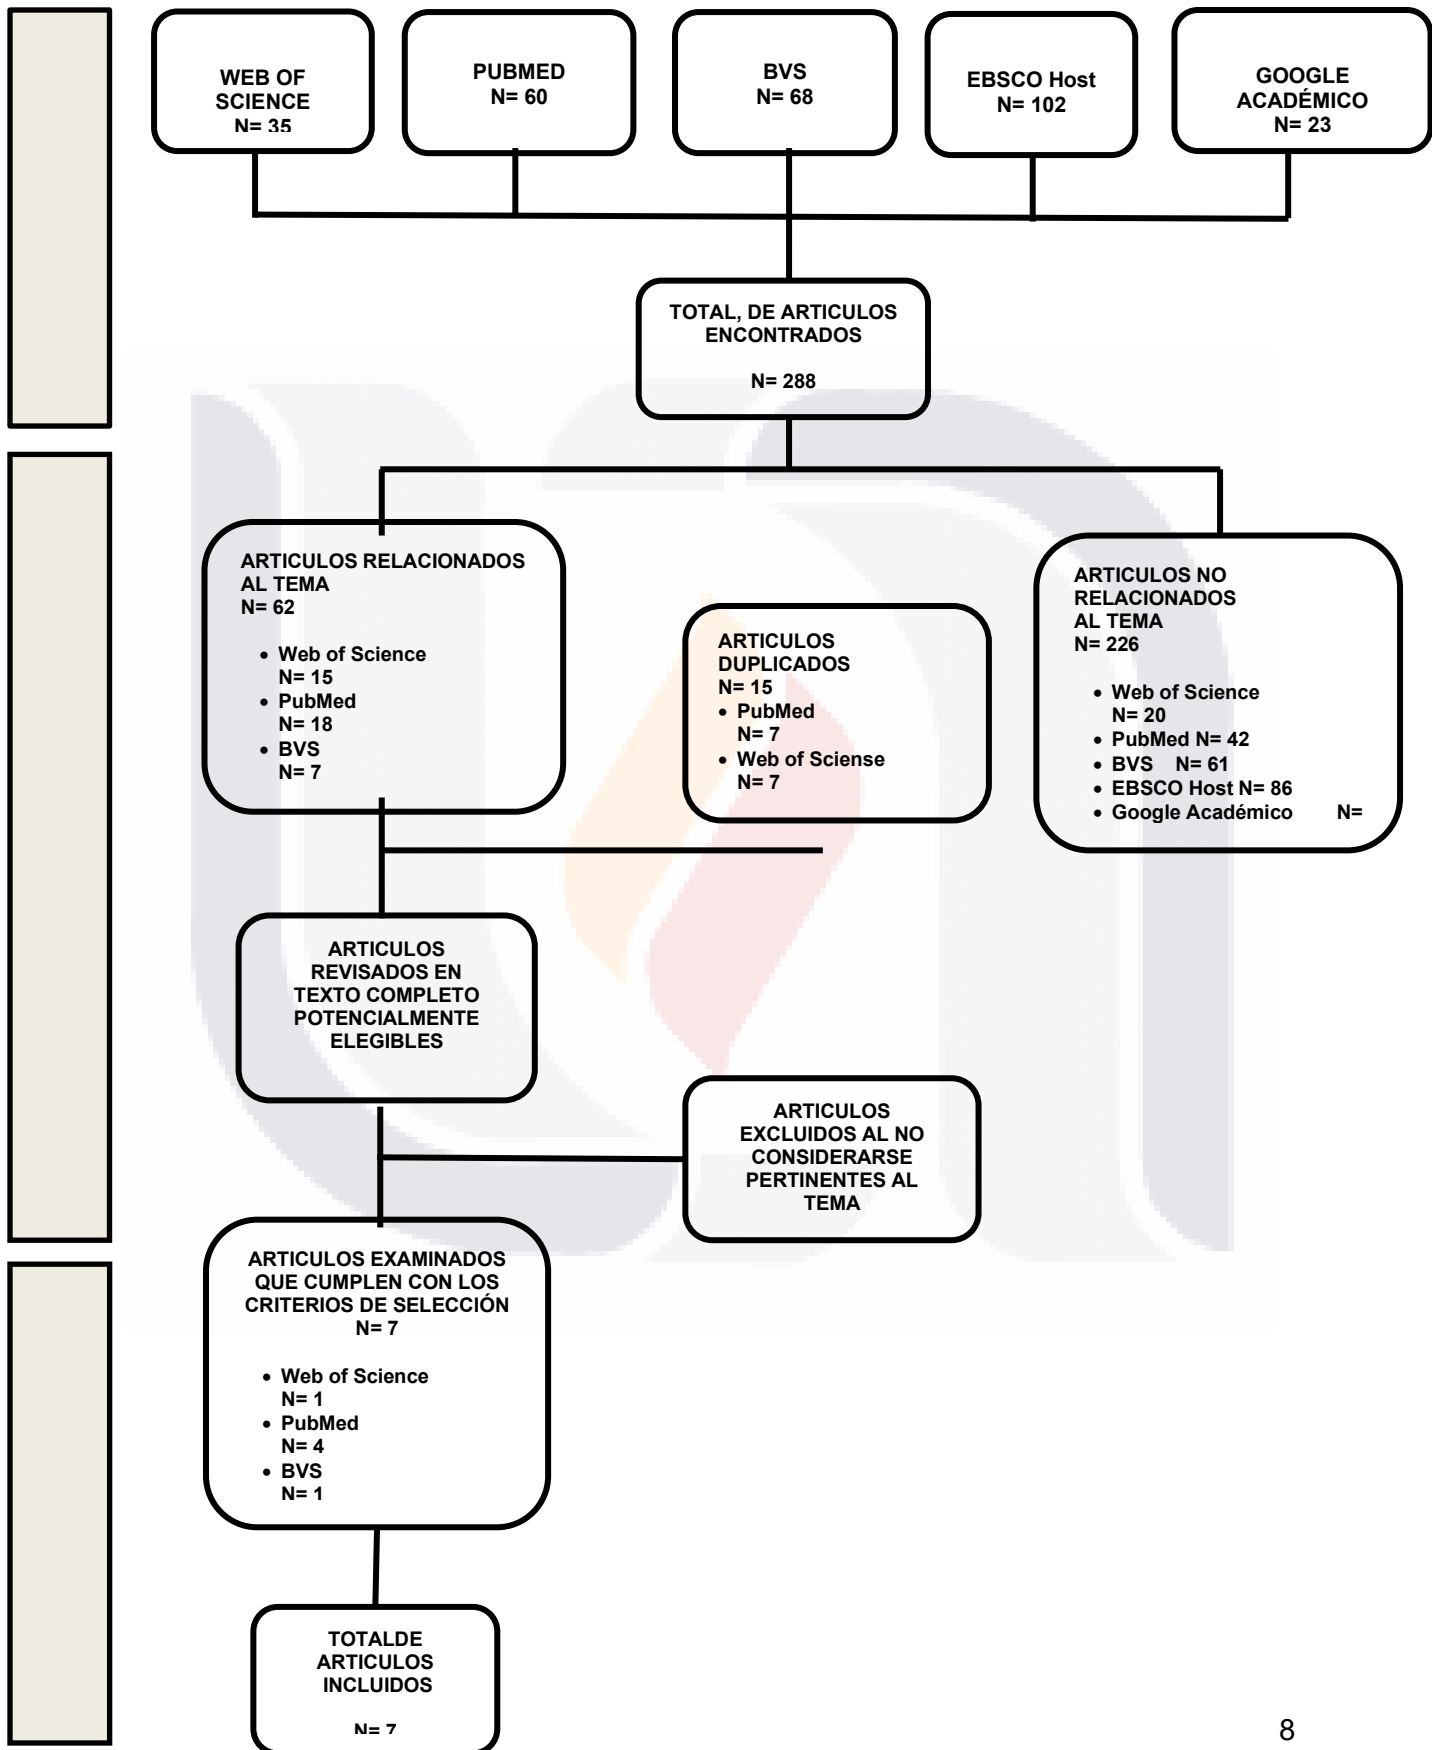 WEB OF
SCIENCE
N= 35
PUBMED
N= 60
BVS
N= 68
EBSCO Host
N= 102
GOOGLE
ACADÉMICO
N= 23
TOTAL, DE ARTICULOS
ENCONTRADOS
N= 288
ARTICULOS RELACIONADOS
AL TEMA
N= 62
• Web of Science
N= 15
• PubMed
N= 18
• BVS
N= 7
ARTICULOS
DUPLICADOS
N= 15
• PubMed
N= 7
• Web of Sciense
N= 7
ARTICULOS NO
RELACIONADOS
AL TEMA
N= 226
• Web of Science
N= 20
• PubMed N= 42
• BVS N= 61
• EBSCO Host N= 86
• Google Académico N=
ARTICULOS
REVISADOS EN
TEXTO COMPLETO
POTENCIALMENTE
ELEGIBLES
ARTICULOS
EXCLUIDOS AL NO
CONSIDERARSE
PERTINENTES AL
TEMA
ARTICULOS EXAMINADOS
QUE CUMPLEN CON LOS
CRITERIOS DE SELECCIÓN
N= 7
• Web of Science
N= 1
• PubMed
N= 4
• BVS
N= 1
TOTALDE
ARTICULOS
INCLUIDOS
N= 7
8